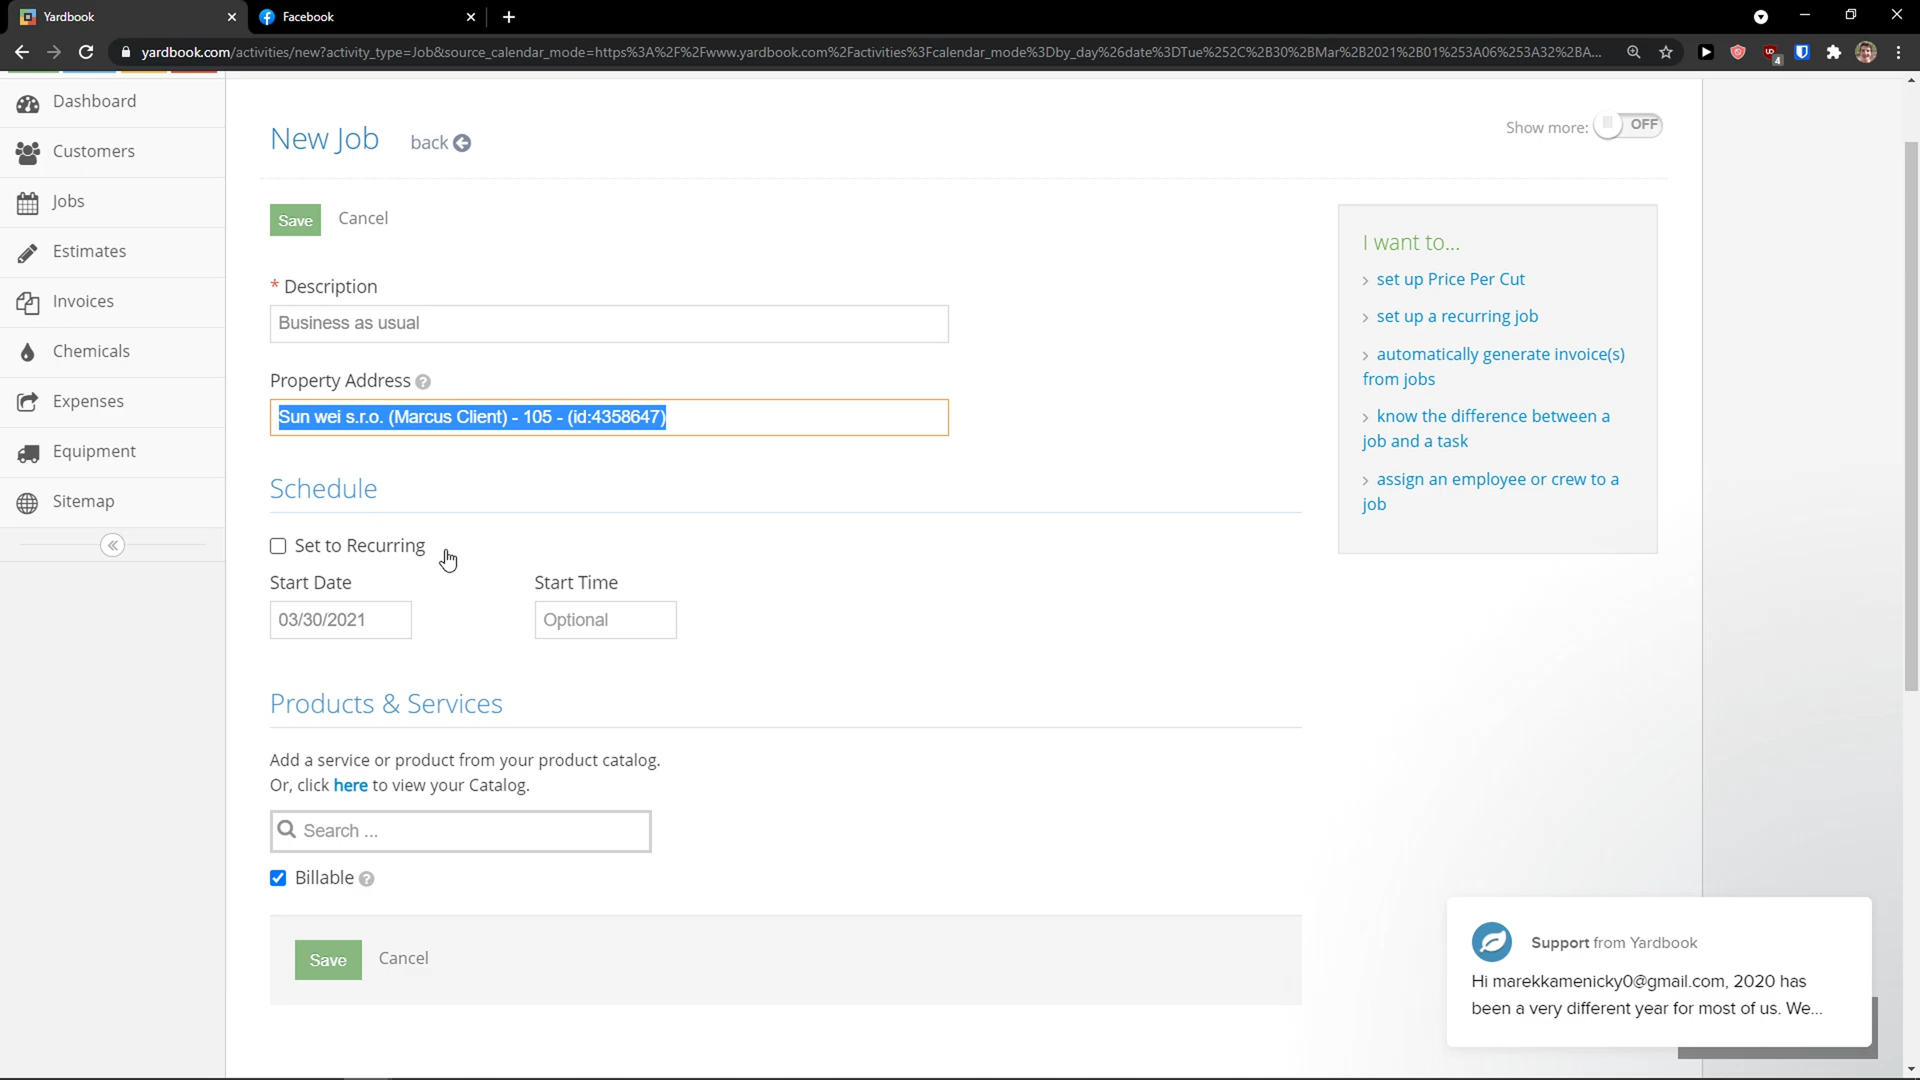 Yardbook
Facebook
yardbook.com/activities/new?activity_type=Job&source_calendar_mode=https%3A%2F%2Fwww.yardbook.com%2Factivities%3Fcalendar_mode%3Dby_day%26date%3DTue%252C%2B30%2BMar%2B2021%2B01%253A06%253A32%2BA...
4
Dashboard
Customers
Jobs
Estimates
Invoices
Chemicals
Expenses
Equipment
Sitemap
New Job
back
Show more:
OFF
Save
Cancel
* Description
Business as usual
Property Address ?
Sun wei s.r.o. (Marcus Client) - 105 - (id:4358647)
Schedule
Set to Recurring
Start Date
Start Time
03/30/2021
Optional
Products & Services
Add a service or product from your product catalog.
Or, click here to view your Catalog.
Search ...
Billable ?
Save
Cancel
I want to...
> set up Price Per Cut
> set up a recurring job
> automatically generate invoice(s)
from jobs
> know the difference between a
job and a task
> assign an employee or crew to a
job
Support from Yardbook
Hi marekkamenicky0@gmail.com, 2020 has
been a very different year for most of us. We...